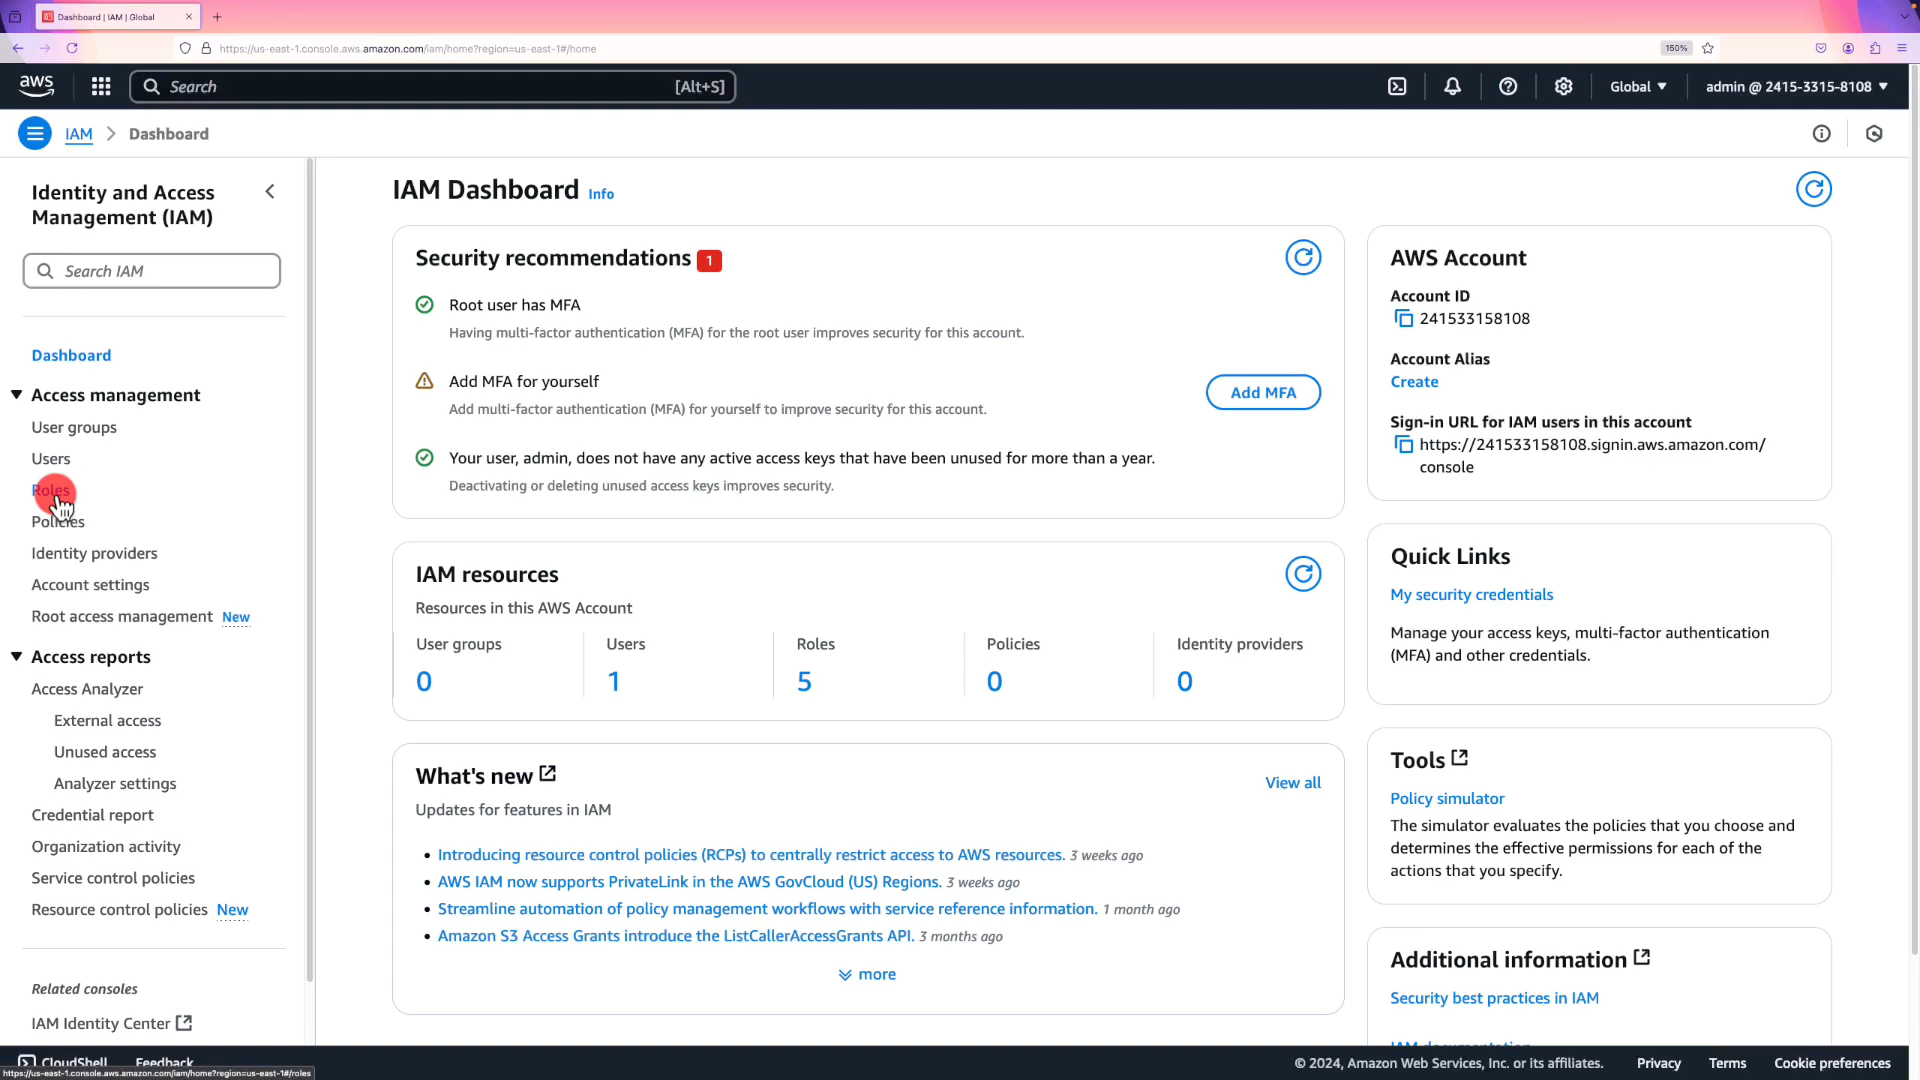 Dashboard | IAM | Global
https://us-east-1.console.aws.amazon.com/iam/home?region=us-east-1#/home
150%
aws
Search
[Alt+S]
Global
admin @ 2415-3315-8108
IAM
Dashboard
Identity and Access
Management (IAM)
Search IAM
Dashboard
Access management
User groups
Users
Roles
Policies
Identity providers
Account settings
Root access management New
Access reports
Access Analyzer
External access
Unused access
Analyzer settings
Credential report
Organization activity
Service control policies
Resource control policies New
Related consoles
IAM Identity Center
IAM Dashboard Info
Security recommendations 1
Root user has MFA
Having multi-factor authentication (MFA) for the root user improves security for this account.
Add MFA for yourself
Add multi-factor authentication (MFA) for yourself to improve security for this account.
Add MFA
Your user, admin, does not have any active access keys that have been unused for more than a year.
Deactivating or deleting unused access keys improves security.
IAM resources
Resources in this AWS Account
User groups
0
Users
1
Roles
5
Policies
0
Identity providers
0
What's new
View all
Updates for features in IAM
Introducing resource control policies (RCPs) to centrally restrict access to AWS resources. 3 weeks ago
AWS IAM now supports PrivateLink in the AWS GovCloud (US) Regions. 3 weeks ago
Streamline automation of policy management workflows with service reference information. 1 month ago
Amazon S3 Access Grants introduce the ListCallerAccessGrants API. 3 months ago
more
AWS Account
Account ID
241533158108
Account Alias
Create
Sign-in URL for IAM users in this account
https://241533158108.signin.aws.amazon.com/
console
Quick Links
My security credentials
Manage your access keys, multi-factor authentication
(MFA) and other credentials.
Tools
Policy simulator
The simulator evaluates the policies that you choose and
determines the effective permissions for each of the
actions that you specify.
Additional information
Security best practices in IAM
IAM documentation
CloudShell
Feedback
© 2024, Amazon Web Services, Inc. or its affiliates.
Privacy
Terms
Cookie preferences
https://us-east-1.console.aws.amazon.com/iam/home?region=us-east-1#/roles